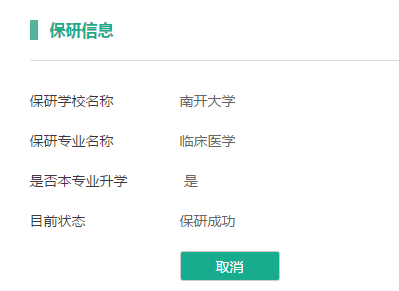 保研信息
保研学校名称 南开大学
保研专业名称 临床医学
是否本专业升学 是
目前状态 保研成功
取消